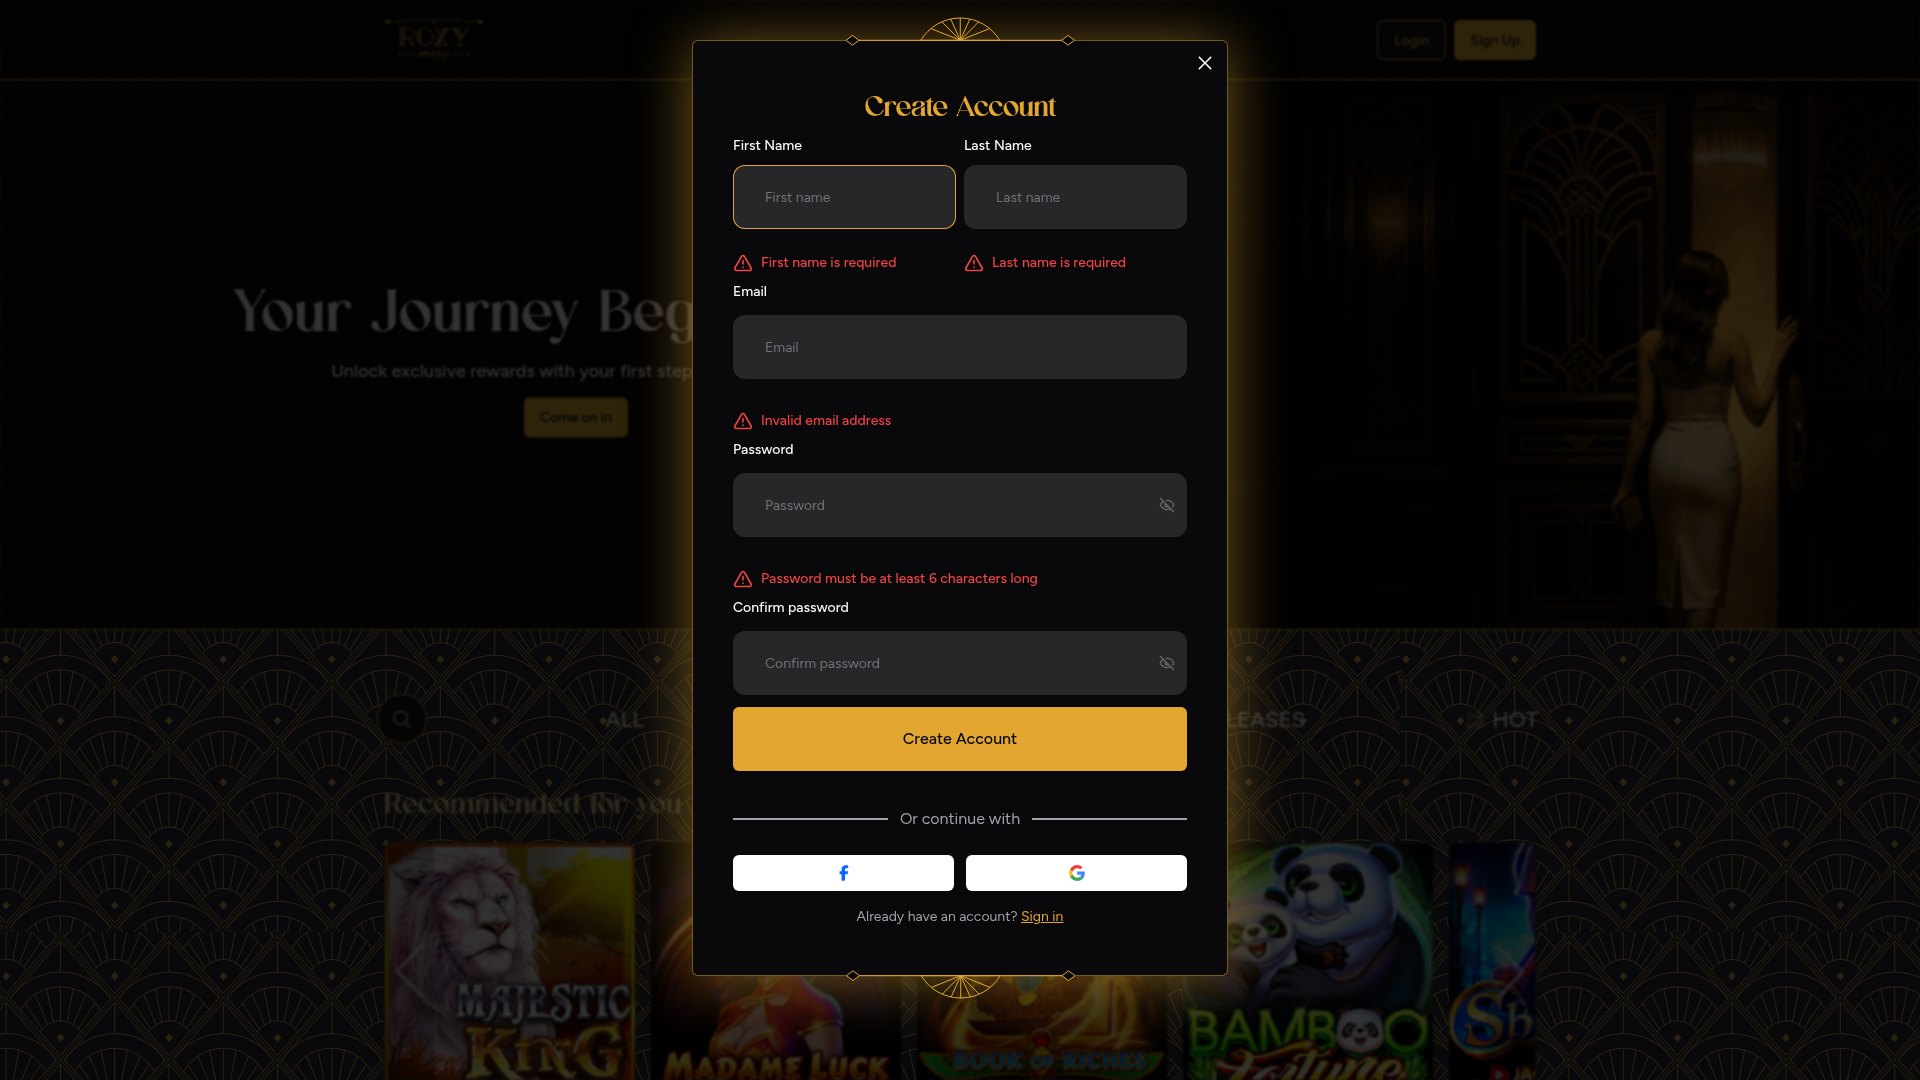 ROXY
Login
Sign Up
Create Account
First Name
Last Name
First name
Last name
First name is required
Last name is required
Email
Email
Invalid email address
Password
Password
Password must be at least 6 characters long
Confirm password
Confirm password
Create Account
Or continue with
Already have an account? Sign in
Your Journey Beg
Unlock exclusive rewards with your first step
Come on in
ALL
LEASES
HOT
Recommended for you
MAJESTIC
KING
MADAME LUCK
BOOK OF RICHES
BAMBOO
Fortune
Sh
JA